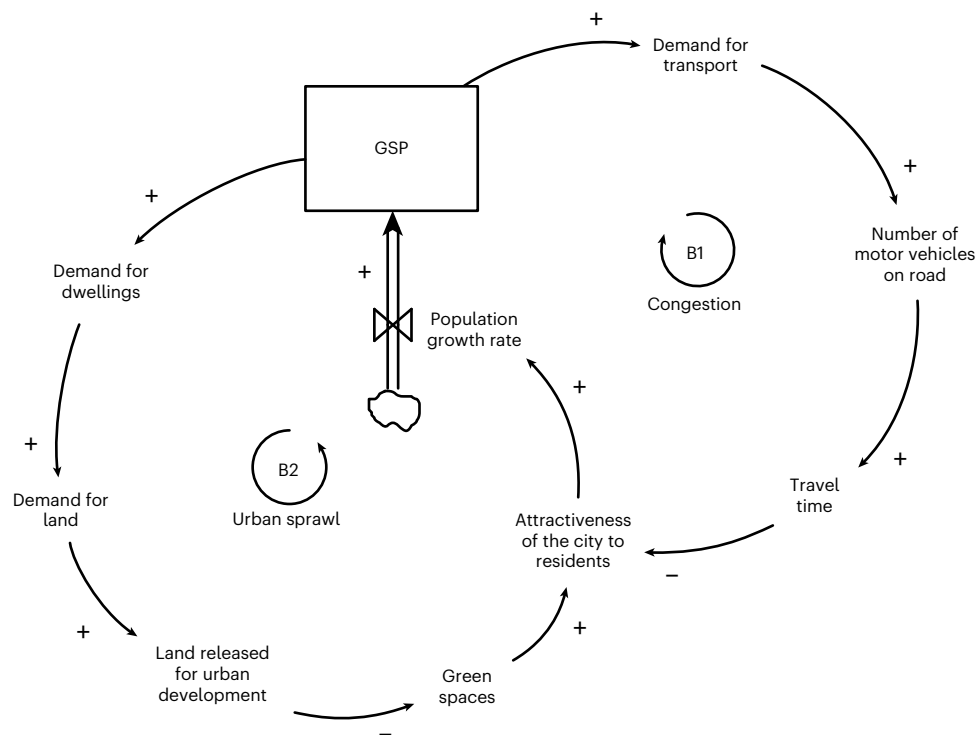 +
Demand for
transport
GSP
+
+
Demand for
dwellings
+
Population
growth rate
B1
Congestion
Number of
motor vehicles
on road
+
+
B2
Urban sprawl
+
Demand for
land
Attractiveness
of the city to
residents
Travel
time
−
+
+
Land released
for urban
development
Green
spaces
−